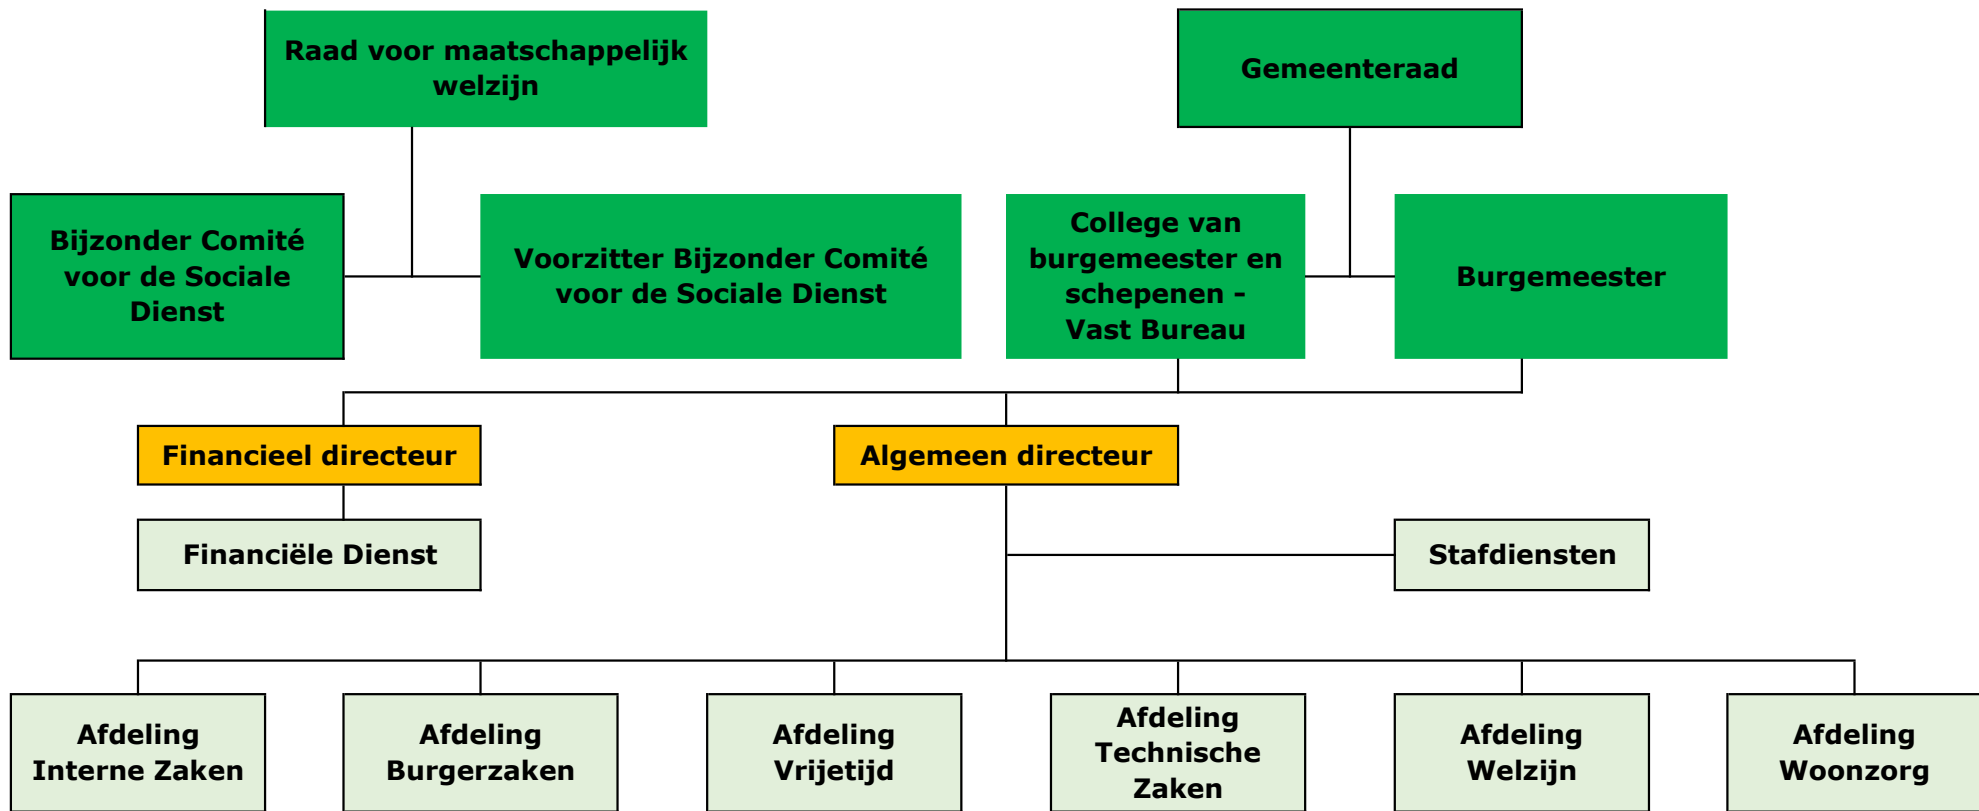 Raad voor maatschappelijk
welzijn
Gemeenteraad
Bijzonder Comité
voor de Sociale
Dienst
Voorzitter Bijzonder Comité
voor de Sociale Dienst
College van
burgemeester en
schepenen -
Vast Bureau
Burgemeester
Financieel directeur
Algemeen directeur
Financiële Dienst
Stafdiensten
Afdeling
Interne Zaken
Afdeling
Burgerzaken
Afdeling
Vrijetijd
Afdeling
Technische
Zaken
Afdeling
Welzijn
Afdeling
Woonzorg